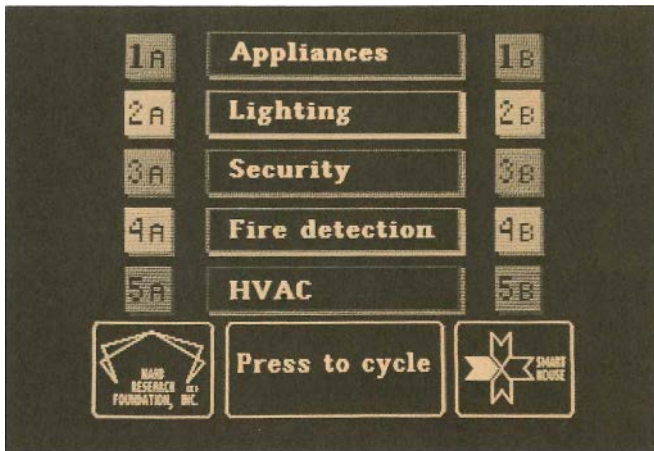 1A Appliances 1B
2A Lighting 2B
3A Security 3B
4A Fire detection 4B
5A HVAC 5B
NAHB
RESEARCH
FOUNDATION, INC.
Press to cycle
SMART
HOUSE